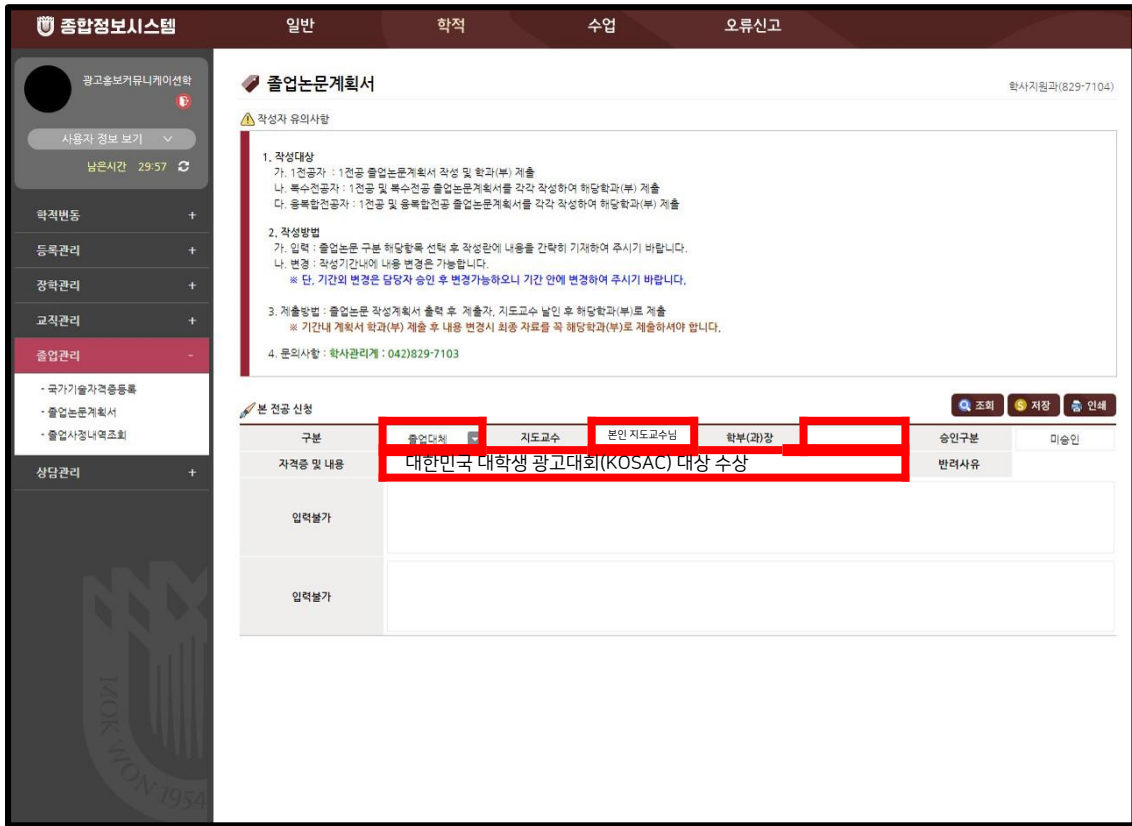 종합정보시스템
일반
학적
수업
오류신고
광고홍보커뮤니케이션학
사용자 정보 보기
남은시간 29:57
학적변동 +
등록관리 +
장학관리 +
교직관리 +
졸업관리 -
- 국가기술자격증등록
- 졸업논문계획서
- 졸업사정내역조회
상담관리 +
MOK WON 1954
졸업논문계획서
학사지원과(829-7104)
작성자 유의사항
1. 작성대상
가. 1전공자 : 1전공 졸업논문계획서 작성 및 학과(부) 제출
나. 복수전공자 : 1전공 및 복수전공 졸업논문계획서를 각각 작성하여 해당학과(부) 제출
다. 융복합전공자 : 1전공 및 융복합전공 졸업논문계획서를 각각 작성하여 해당학과(부) 제출
2. 작성방법
가. 입력 : 졸업논문 구분 해당항목 선택 후 작성란에 내용을 간략히 기재하여 주시기 바랍니다.
나. 변경 : 작성기간내에 내용 변경은 가능합니다.
※ 단, 기간외 변경은 담당자 승인 후 변경가능하오니 기간 안에 변경하여 주시기 바랍니다.
3. 제출방법 : 졸업논문 작성계획서 출력 후 제출자, 지도교수 날인 후 해당학과(부)로 제출
※ 기간내 계획서 학과(부) 제출 후 내용 변경시 최종 자료를 꼭 해당학과(부)로 제출하셔야 합니다.
4. 문의사항 : 학사관리계 : 042)829-7103
본 전공 신청
조회
저장
인쇄
구분 졸업대체 지도교수 본인 지도교수님 학부(과)장 승인구분 미승인
자격증 및 내용 대한민국 대학생 광고대회(KOSAC) 대상 수상 반려사유
입력불가
입력불가